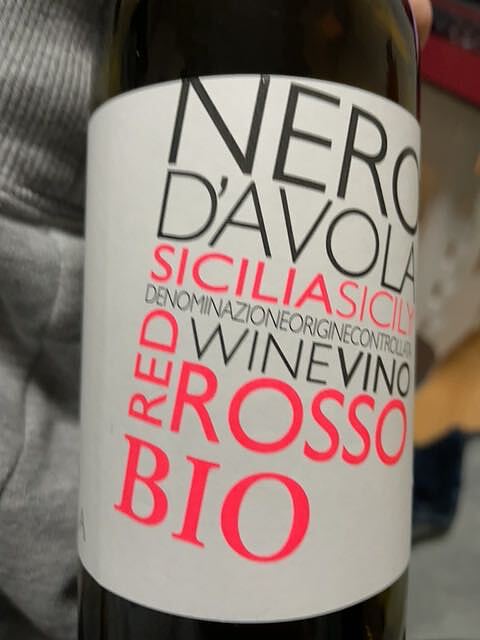 NERO
D'AVOLA
SICILIASICILY
DENOMINAZIONEORIGINECONTROLLATA
WINEVINO
RED
ROSSO
BIO